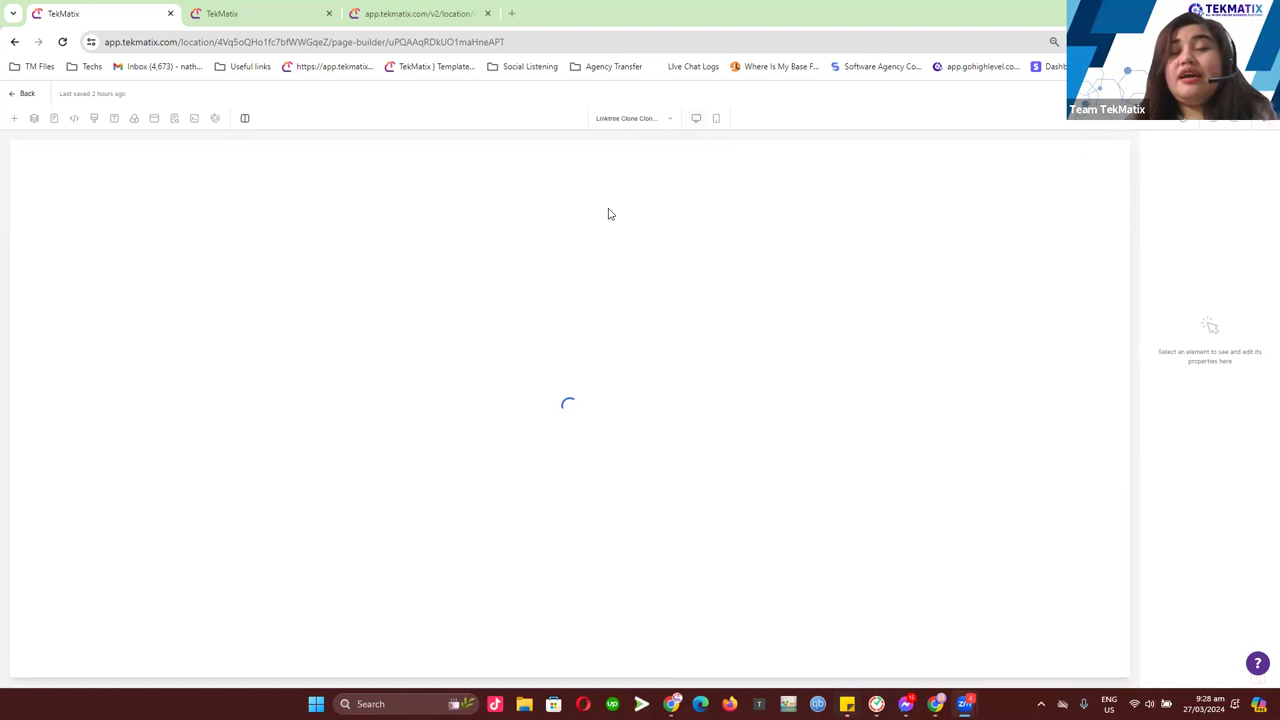 TekMatix
TekMatix
app.tekmatix.com/v2/location/
TEKMATIX
app.tekmatix.com/location/4Vq5oQHo1fc7bfWWGqeZ/page-builder/uPQAAqRDbUO1maHneAPT
TM Files
Techs
Inbox (4,673) - nath...
Useful links
https://app.tekmatix...
TekMatix | Template...
Social Listening
Agency Transfer
Live Chat Logs
Where Is My Base F...
Software Agency Co...
app.gohighlevel.co...
Dashb
Team TekMatix
Back
Last saved 2 hours ago
Linktree Clone Clon...
Select an element to see and edit its
properties here
?
Search
ENG
US
9:28 am
27/03/2024